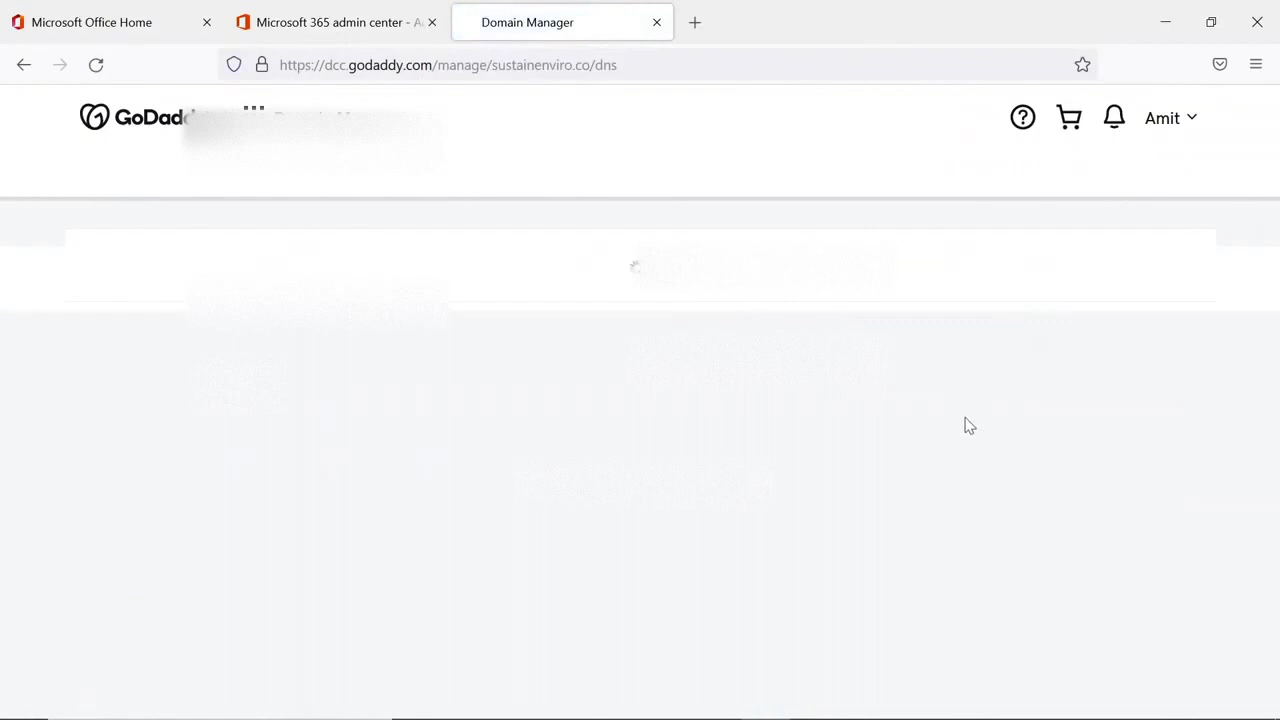 Microsoft Office Home
Microsoft 365 admin center - A
Domain Manager
https://dcc.godaddy.com/manage/sustainenviro.co/dns
GoDad
Amit